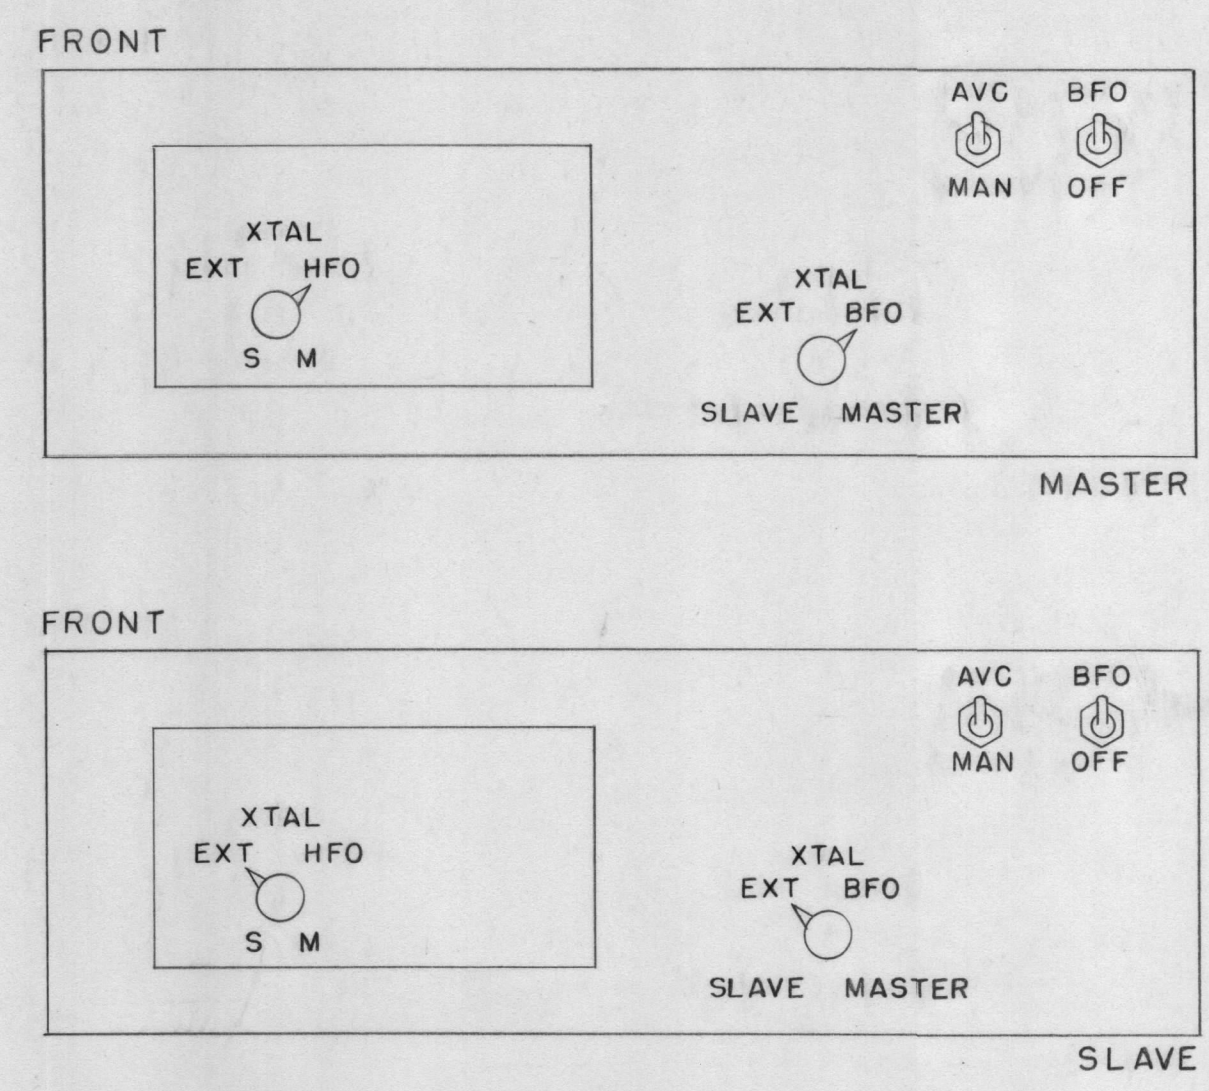 FRONT
AVC BFO
MAN OFF
XTAL
EXT HFO
S M
XTAL
EXT BFO
SLAVE MASTER
MASTER
FRONT
AVC BFO
MAN OFF
XTAL
EXT HFO
S M
XTAL
EXT BFO
SLAVE MASTER
SLAVE